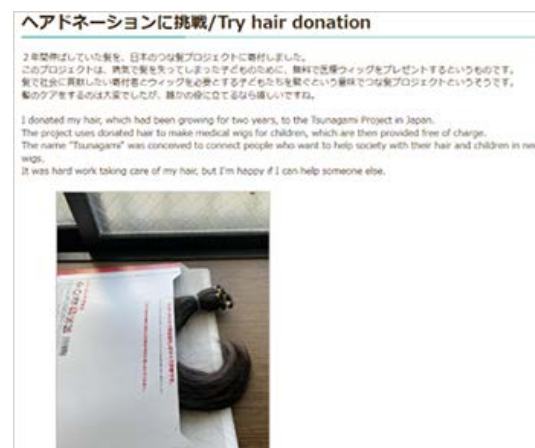 ヘアドネーションに挑戦/Try hair donation
２年間伸ばしていた髪を、日本のつな髪プロジェクトに寄付しました。
このプロジェクトは、病気で髪を失ってしまった子どものために、無料で医療ウィッグをプレゼントするというものです。
髪で社会に貢献したい寄付者とウィッグを必要とする子どもたちを繋ぐという意味でつな髪プロジェクトというそうです。
髪のケアをするのは大変でしたが、誰かの役に立てるなら嬉しいですね。
I donated my hair, which had been growing for two years, to the Tsunagami Project in Japan.
The project uses donated hair to make medical wigs for children, which are then provided free of charge.
The name "Tsunagami" was conceived to connect people who want to help society with their hair and children in nee
wigs.
It was hard work taking care of my hair, but I'm happy if I can help someone else.